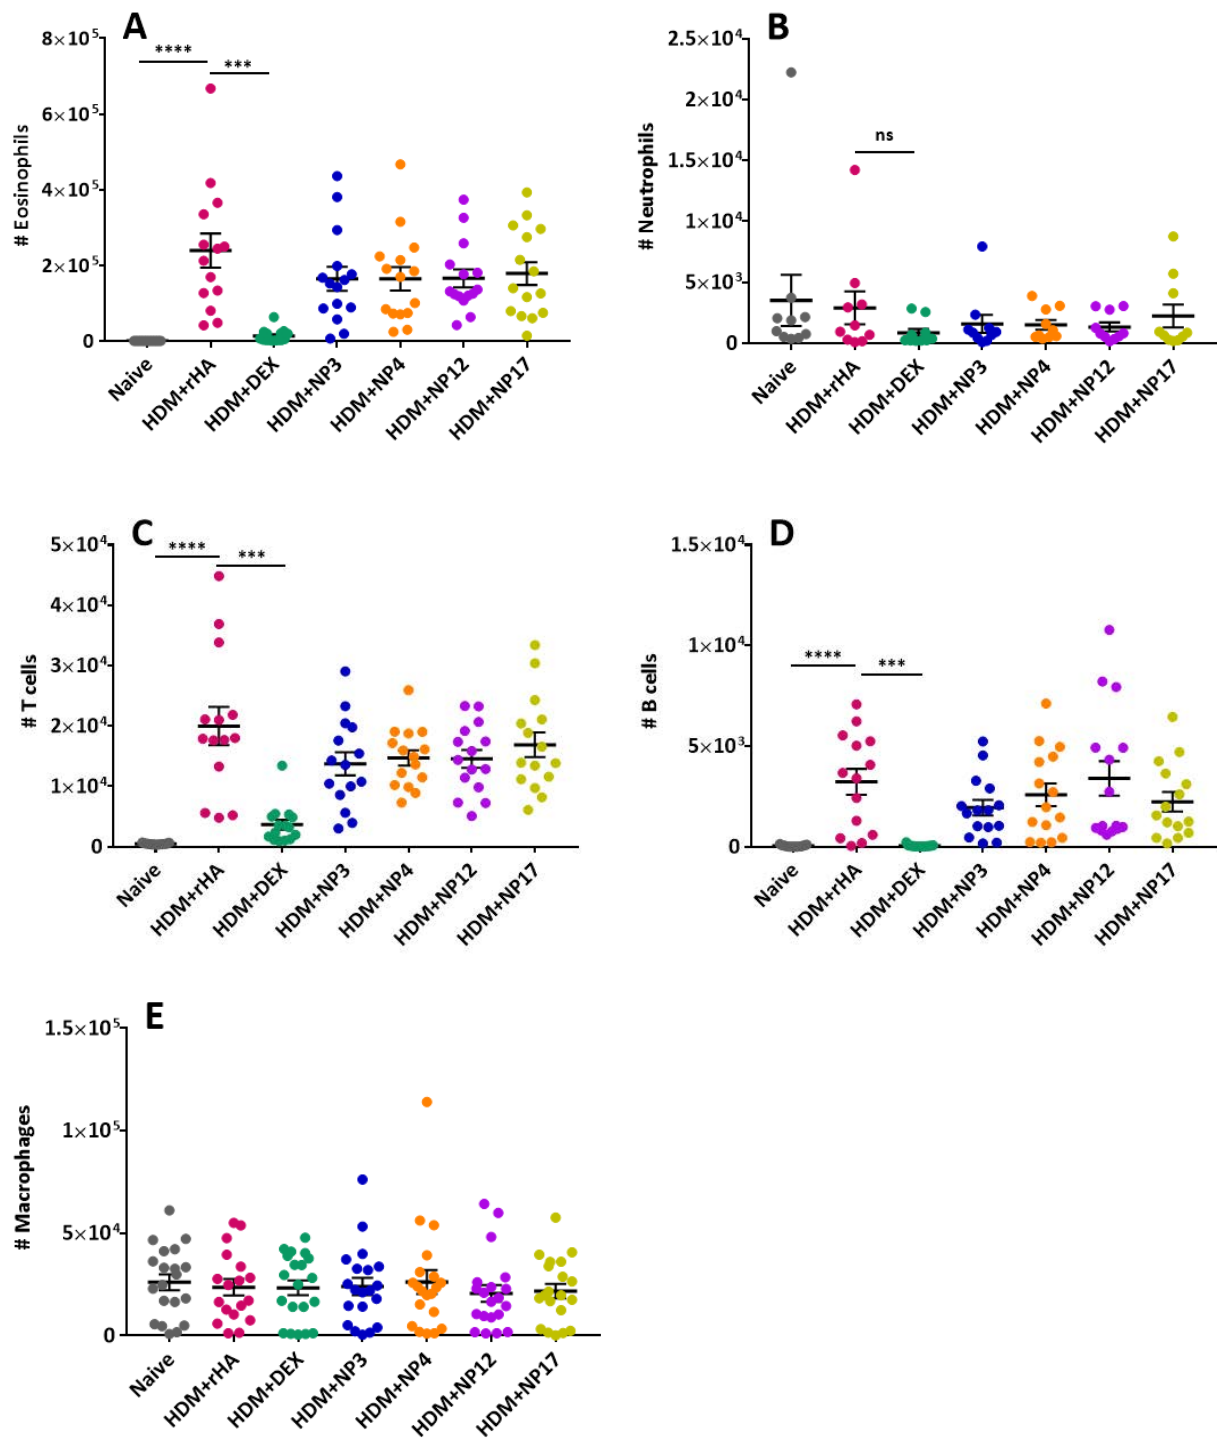 A
8×10⁵
6×10⁵
4×10⁵
2×10⁵
0
# Eosinophils
****
***
Naive
HDM+rHA
HDM+DEX
HDM+NP3
HDM+NP4
HDM+NP12
HDM+NP17
B
2.5×10⁴
2×10⁴
1.5×10⁴
1×10⁴
5×10³
0
# Neutrophils
ns
Naive
HDM+rHA
HDM+DEX
HDM+NP3
HDM+NP4
HDM+NP12
HDM+NP17
C
5×10⁴
4×10⁴
3×10⁴
2×10⁴
1×10⁴
0
# T cells
****
***
Naive
HDM+rHA
HDM+DEX
HDM+NP3
HDM+NP4
HDM+NP12
HDM+NP17
D
1.5×10⁴
1×10⁴
5×10³
0
# B cells
****
***
Naive
HDM+rHA
HDM+DEX
HDM+NP3
HDM+NP4
HDM+NP12
HDM+NP17
E
1.5×10⁵
1×10⁵
5×10⁴
0
# Macrophages
Naive
HDM+rHA
HDM+DEX
HDM+NP3
HDM+NP4
HDM+NP12
HDM+NP17